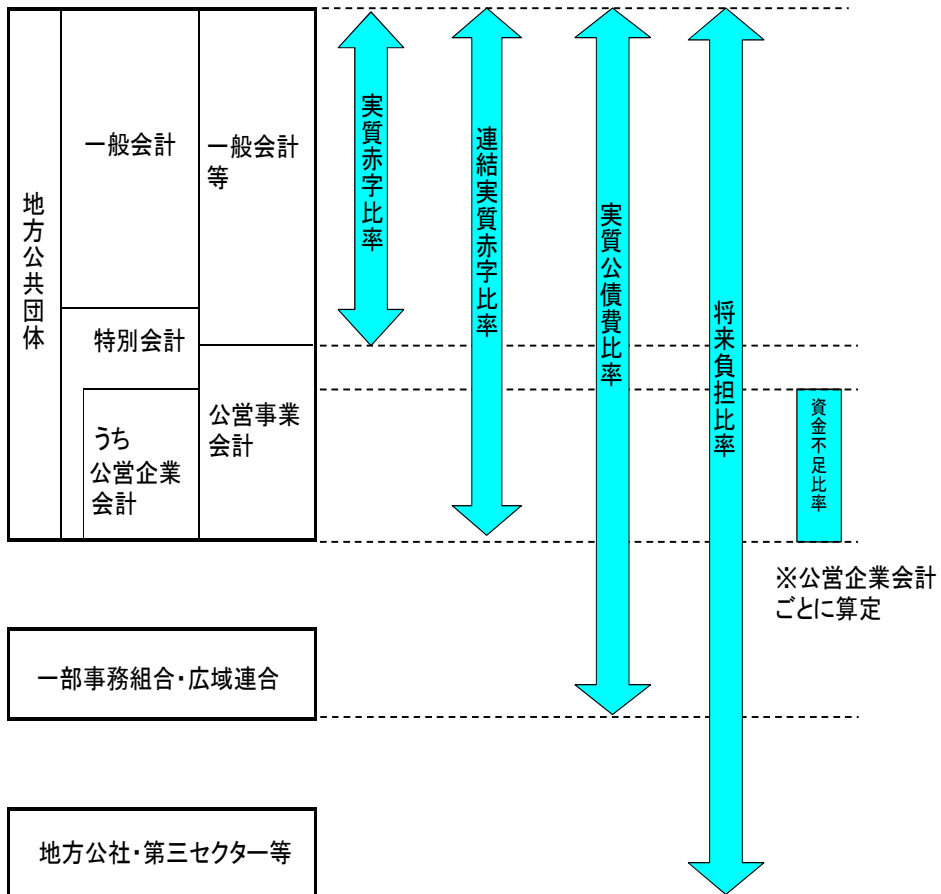 地方公共団体
一般会計
特別会計
うち
公営企業
会計
一般会計
等
公営事業
会計
実質赤字比率
連結実質赤字比率
実質公債費比率
将来負担比率
資金不足比率
※公営企業会計
ごとに算定
一部事務組合・広域連合
地方公社・第三セクター等